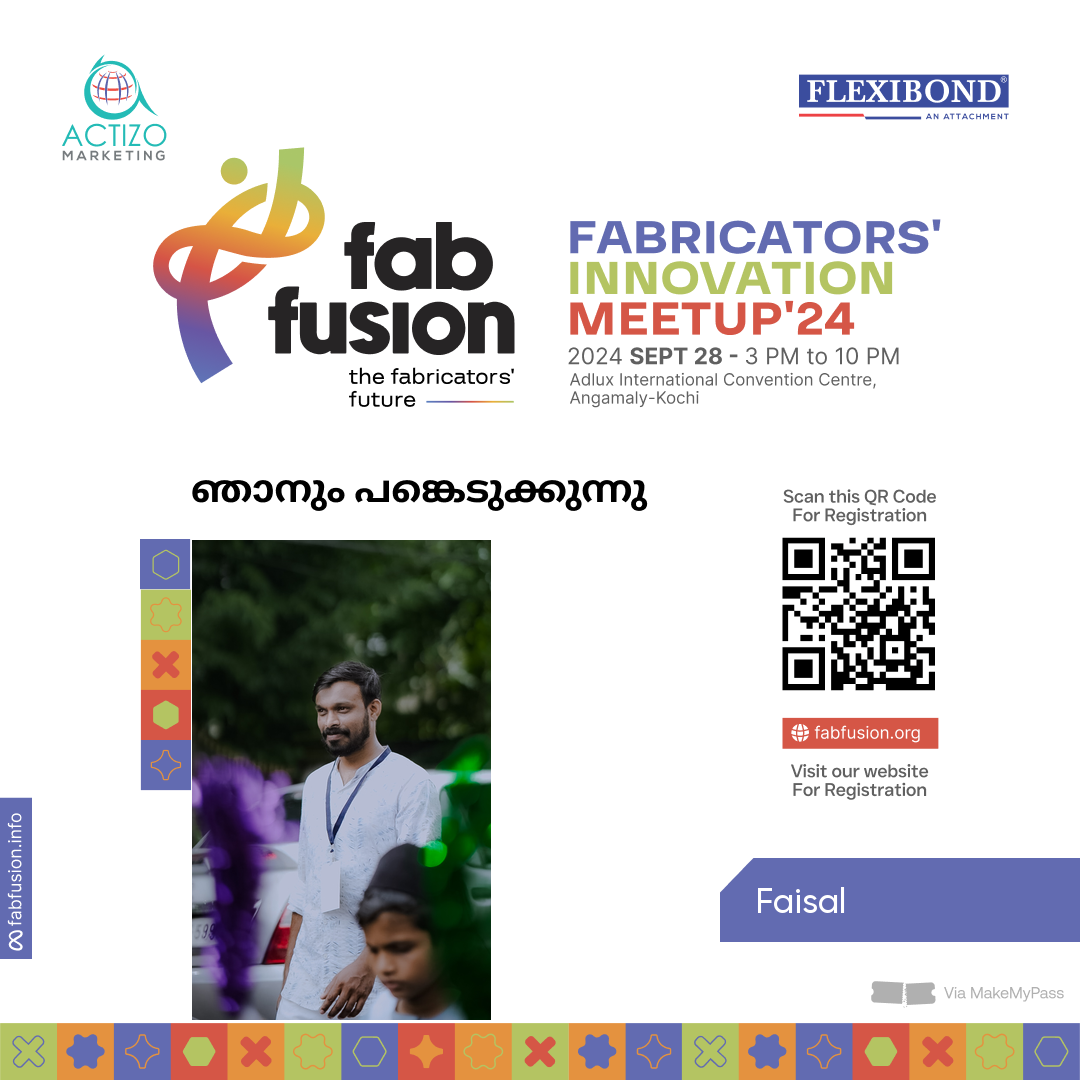 ACTIZO
MARKETING
FLEXIBOND®
AN ATTACHMENT
fab
fusion
the fabricators'
future
FABRICATORS'
INNOVATION
MEETUP'24
2024 SEPT 28 - 3 PM to 10 PM
Adlux International Convention Centre,
Angamaly-Kochi
ഞാനും പങ്കെടുക്കുന്നു
Scan this QR Code
For Registration
fabfusion.org
Visit our website
For Registration
fabfusion.info
Faisal
Via MakeMyPass